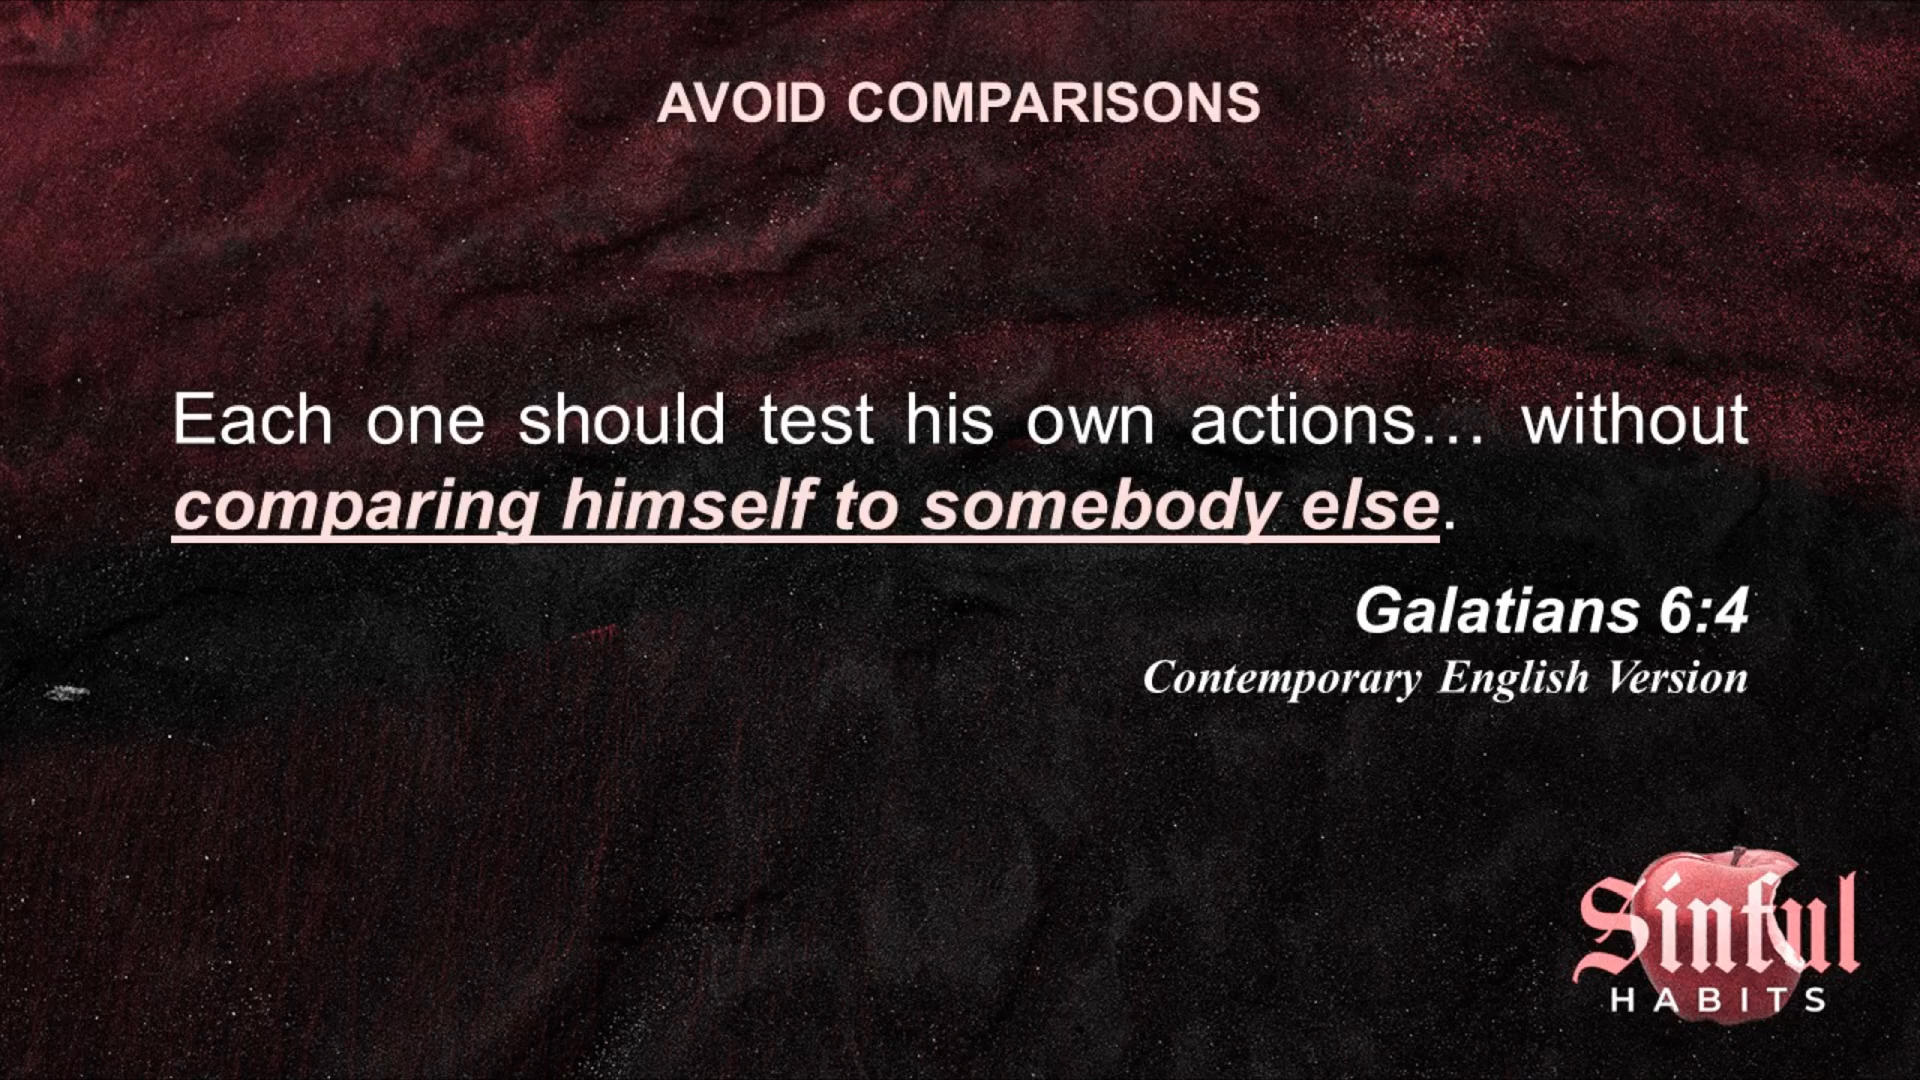 AVOID COMPARISONS
Each one should test his own actions… without
comparing himself to somebody else.
Galatians 6:4
Contemporary English Version
Sinful
HABITS